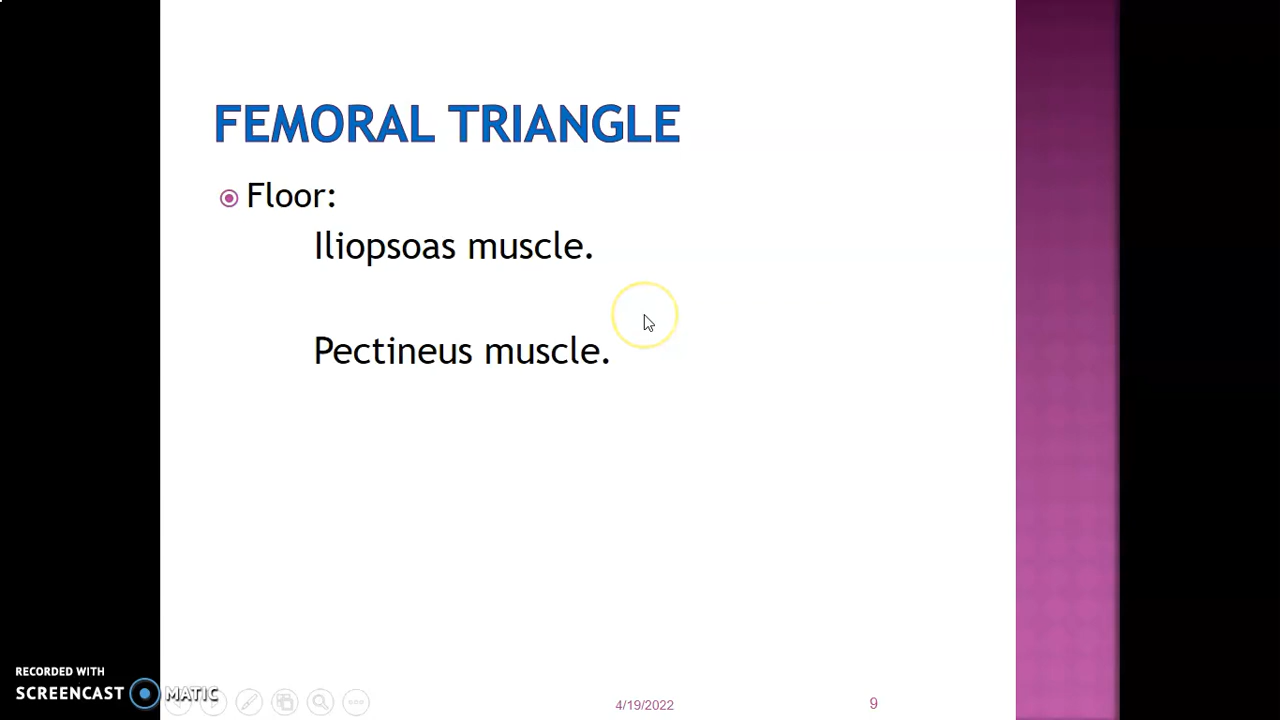 FEMORAL TRIANGLE
Floor:
Iliopsoas muscle.
Pectineus muscle.
RECORDED WITH
SCREENCAST MATIC
4/19/2022
9